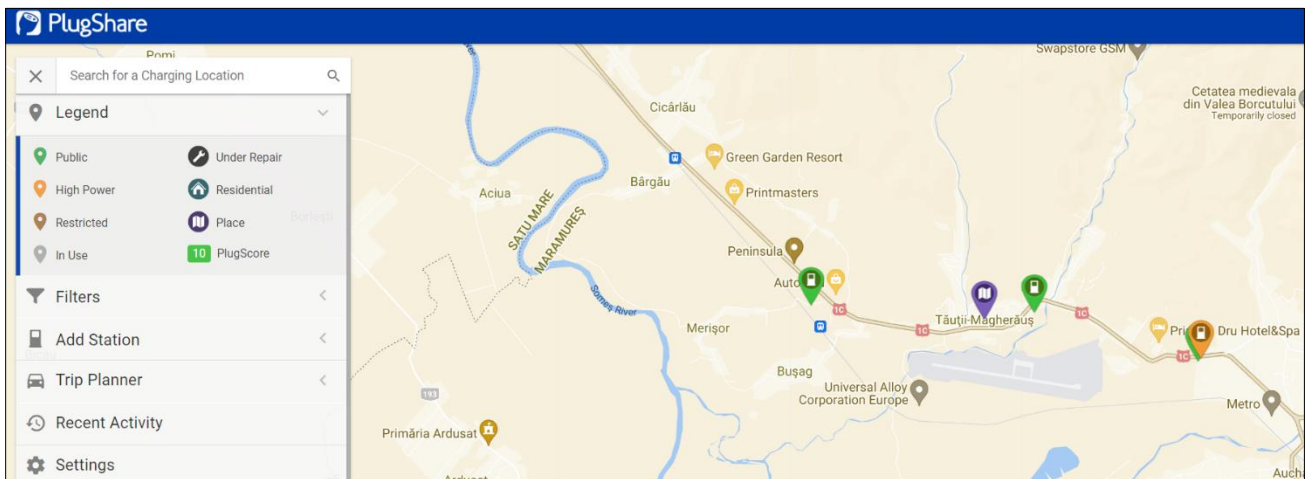 PlugShare
Search for a Charging Location
Legend
Public
Under Repair
High Power
Residential
Restricted
Place
In Use
10 PlugScore
Filters
Add Station
Trip Planner
Recent Activity
Settings
Pomi
Swapstore GSM
Cetatea medievala
din Valea Borcutului
Temporarily closed
Cicârlău
Green Garden Resort
Bârgău
Printmasters
Aciua
SATU MARE
MARAMUREȘ
Peninsula
1C
Someș River
Tăuții-Magherăuș
1C
1C
Merișor
Dru Hotel&Spa
1C
Bușag
Universal Alloy
Corporation Europe
193
Metro
Primăria Ardusat